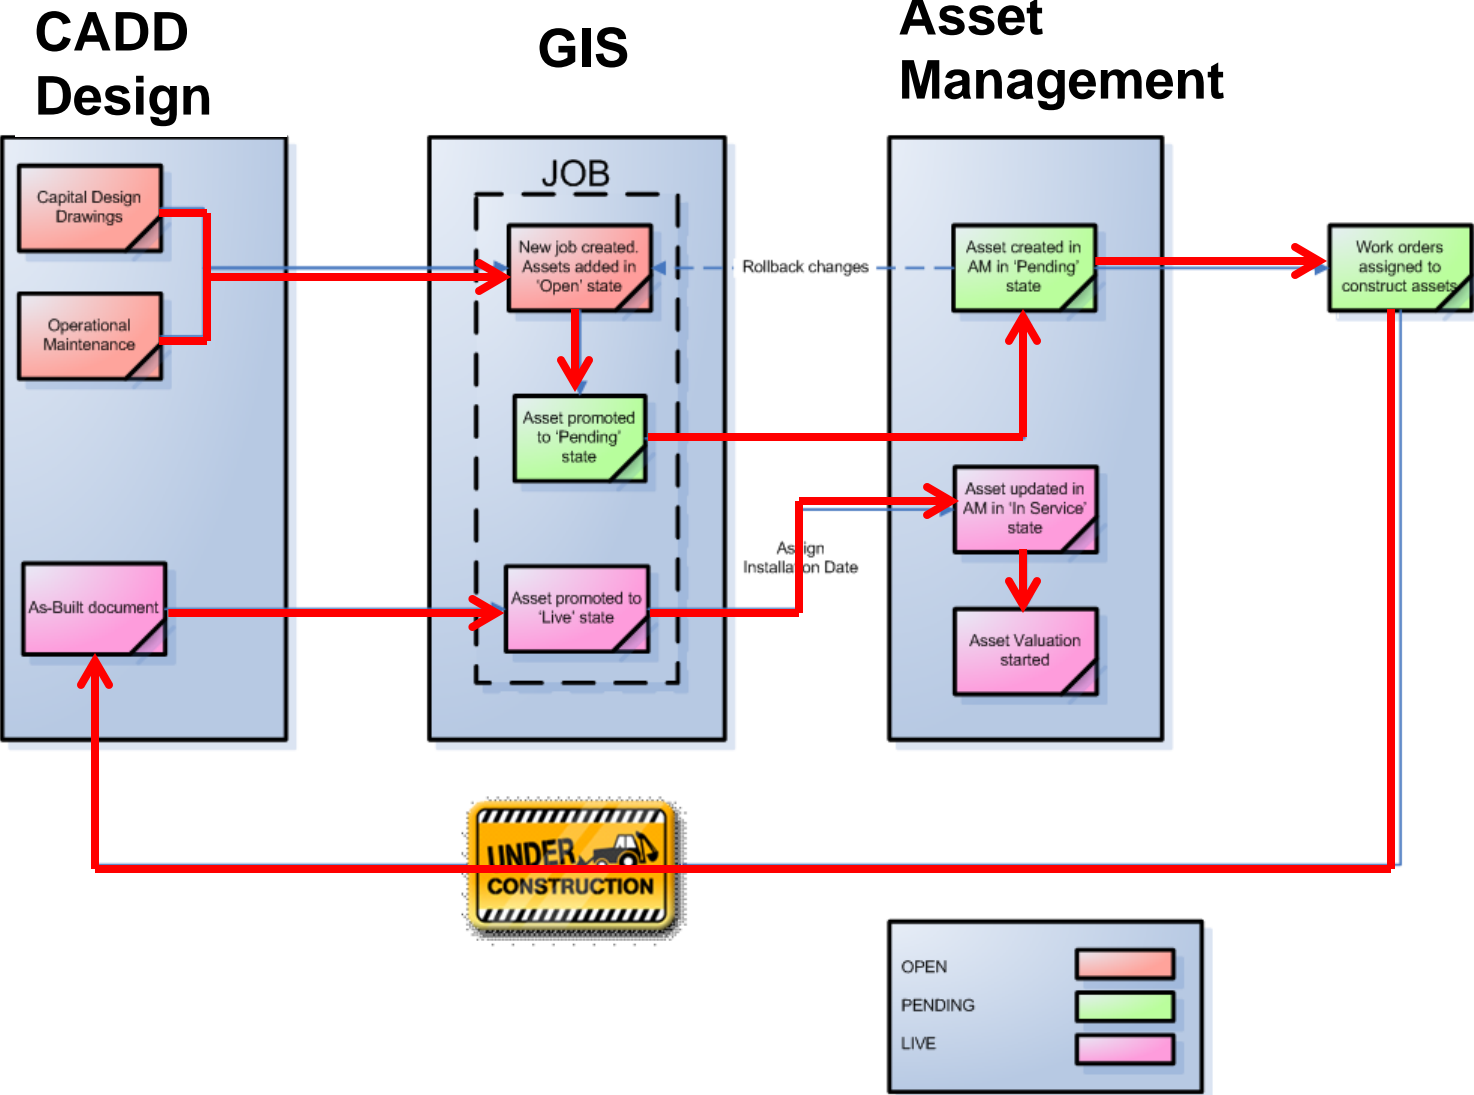 CADD
Design
GIS
Asset
Management
Capital Design
Drawings
Operational
Maintenance
As-Built document
JOB
New job created.
Assets added in
'Open' state
Asset promoted
to 'Pending'
state
Asset promoted to
'Live' state
Rollback changes
Assign
Installation Date
Asset created in
AM in 'Pending'
state
Asset updated in
AM in 'In Service'
state
Asset Valuation
started
Work orders
assigned to
construct assets
UNDER
CONSTRUCTION
OPEN
PENDING
LIVE